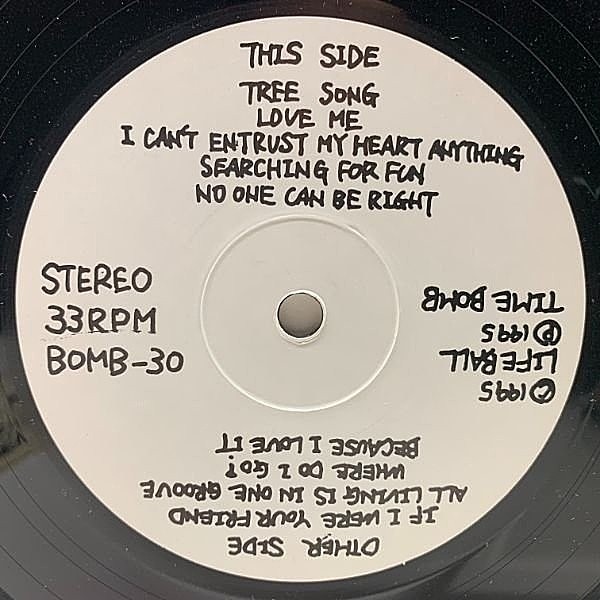 THIS SIDE
TREE SONG
LOVE ME
I CAN'T ENTRUST MY HEART ANYTHING
SEARCHING FOR FUN
NO ONE CAN BE RIGHT
STEREO
33RPM
BOMB-30
©1995
LIFE BALL
℗1995
TIME BOMB
OTHER SIDE
IF I WERE YOUR FRIEND
ALL LIVING IS IN ONE GROOVE
WHERE DO I GO?
BECAUSE I LOVE IT